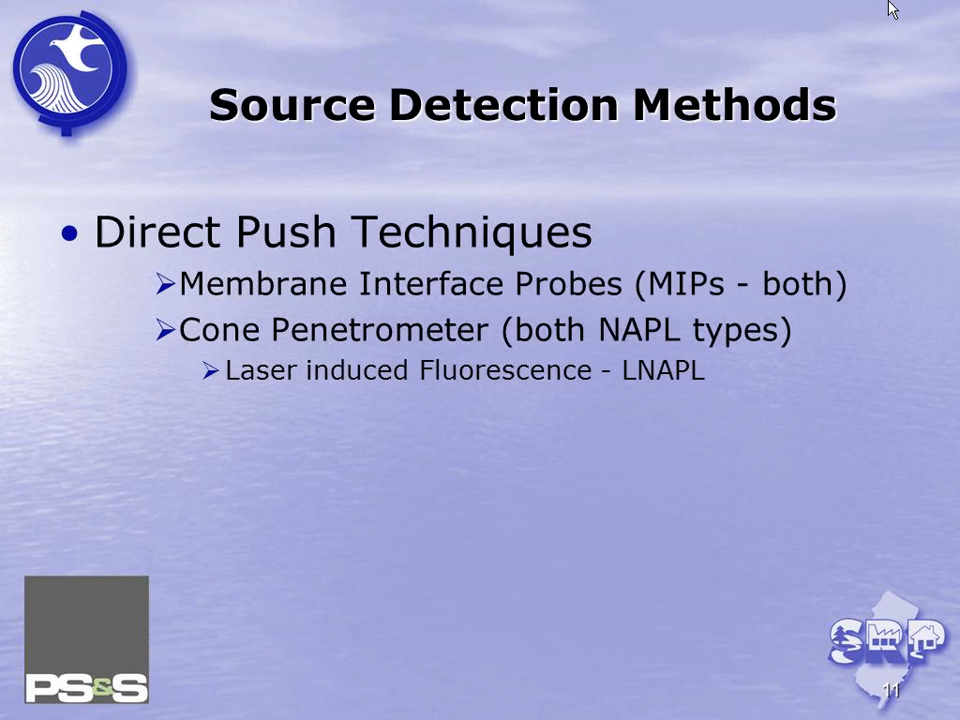 Source Detection Methods
• Direct Push Techniques
➢ Membrane Interface Probes (MIPs - both)
➢ Cone Penetrometer (both NAPL types)
➢ Laser induced Fluorescence - LNAPL
PS&S
SRP
11